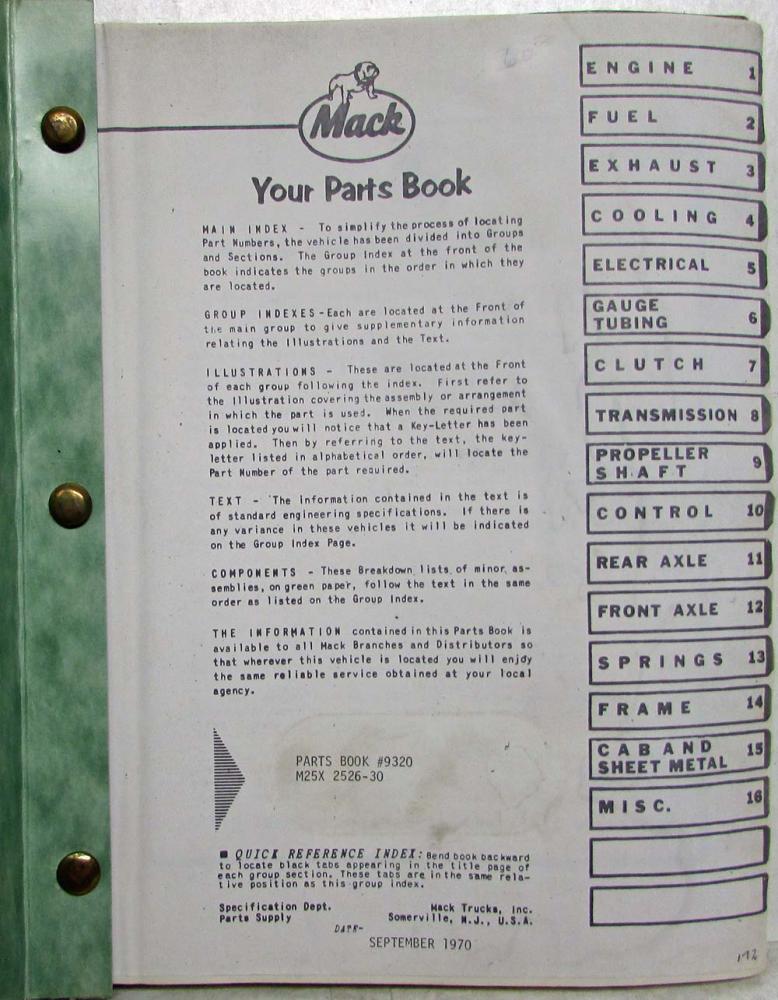 Mack
Your Parts Book
MAIN INDEX - To simplify the process of locating
Part Numbers, the vehicle has been divided into Groups
and Sections. The Group Index at the front of the
book indicates the groups in the order in which they
are located.
GROUP INDEXES-Each are located at the Front of
the main group to give supplementary information
relating the Illustrations and the Text.
ILLUSTRATIONS - These are located at the Front
of each group following the index. First refer to
the Illustration covering the assembly or arrangement
in which the part is used. When the required part
is located you will notice that a Key-Letter has been
applied. Then by referring to the text, the key-
letter listed in alphabetical order, will locate the
Part Number of the part required.
TEXT - The Information contained in the text is
of standard engineering specifications. If there is
any variance in these vehicles it will be indicated
on the Group Index Page.
COMPONENTS - These Breakdown lists of minor as-
semblies, on green paper, follow the text in the same
order as listed on the Group Index.
THE INFORMATION contained in this Parts Book is
available to all Mack Branches and Distributors so
that wherever this vehicle is located you will enjoy
the same reliable service obtained at your local
agency.
PARTS BOOK #9320
M25X 2526-30
■ QUICK REFERENCE INDEX: Bend book backward
to locate black tabs appearing in the title page of
each group section. These tabs are in the same rela-
tive position as this group index.
Specification Dept. Mack Trucks, Inc.
Parts Supply Somerville, N.J., U.S.A.
DATE-
SEPTEMBER 1970
ENGINE 1
FUEL 2
EXHAUST 3
COOLING 4
ELECTRICAL 5
GAUGE
TUBING 6
CLUTCH 7
TRANSMISSION 8
PROPELLER
SHAFT 9
CONTROL 10
REAR AXLE 11
FRONT AXLE 12
SPRINGS 13
FRAME 14
CAB AND
SHEET METAL 15
MISC. 16